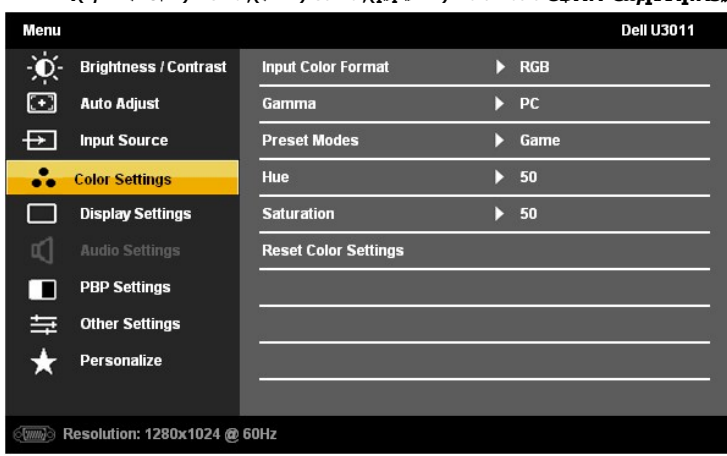 Menu Dell U3011
Brightness / Contrast Input Color Format RGB
Auto Adjust Gamma PC
Input Source Preset Modes Game
Color Settings Hue 50
Display Settings Saturation 50
Audio Settings Reset Color Settings
PBP Settings
Other Settings
Personalize
Resolution: 1280x1024 @ 60Hz